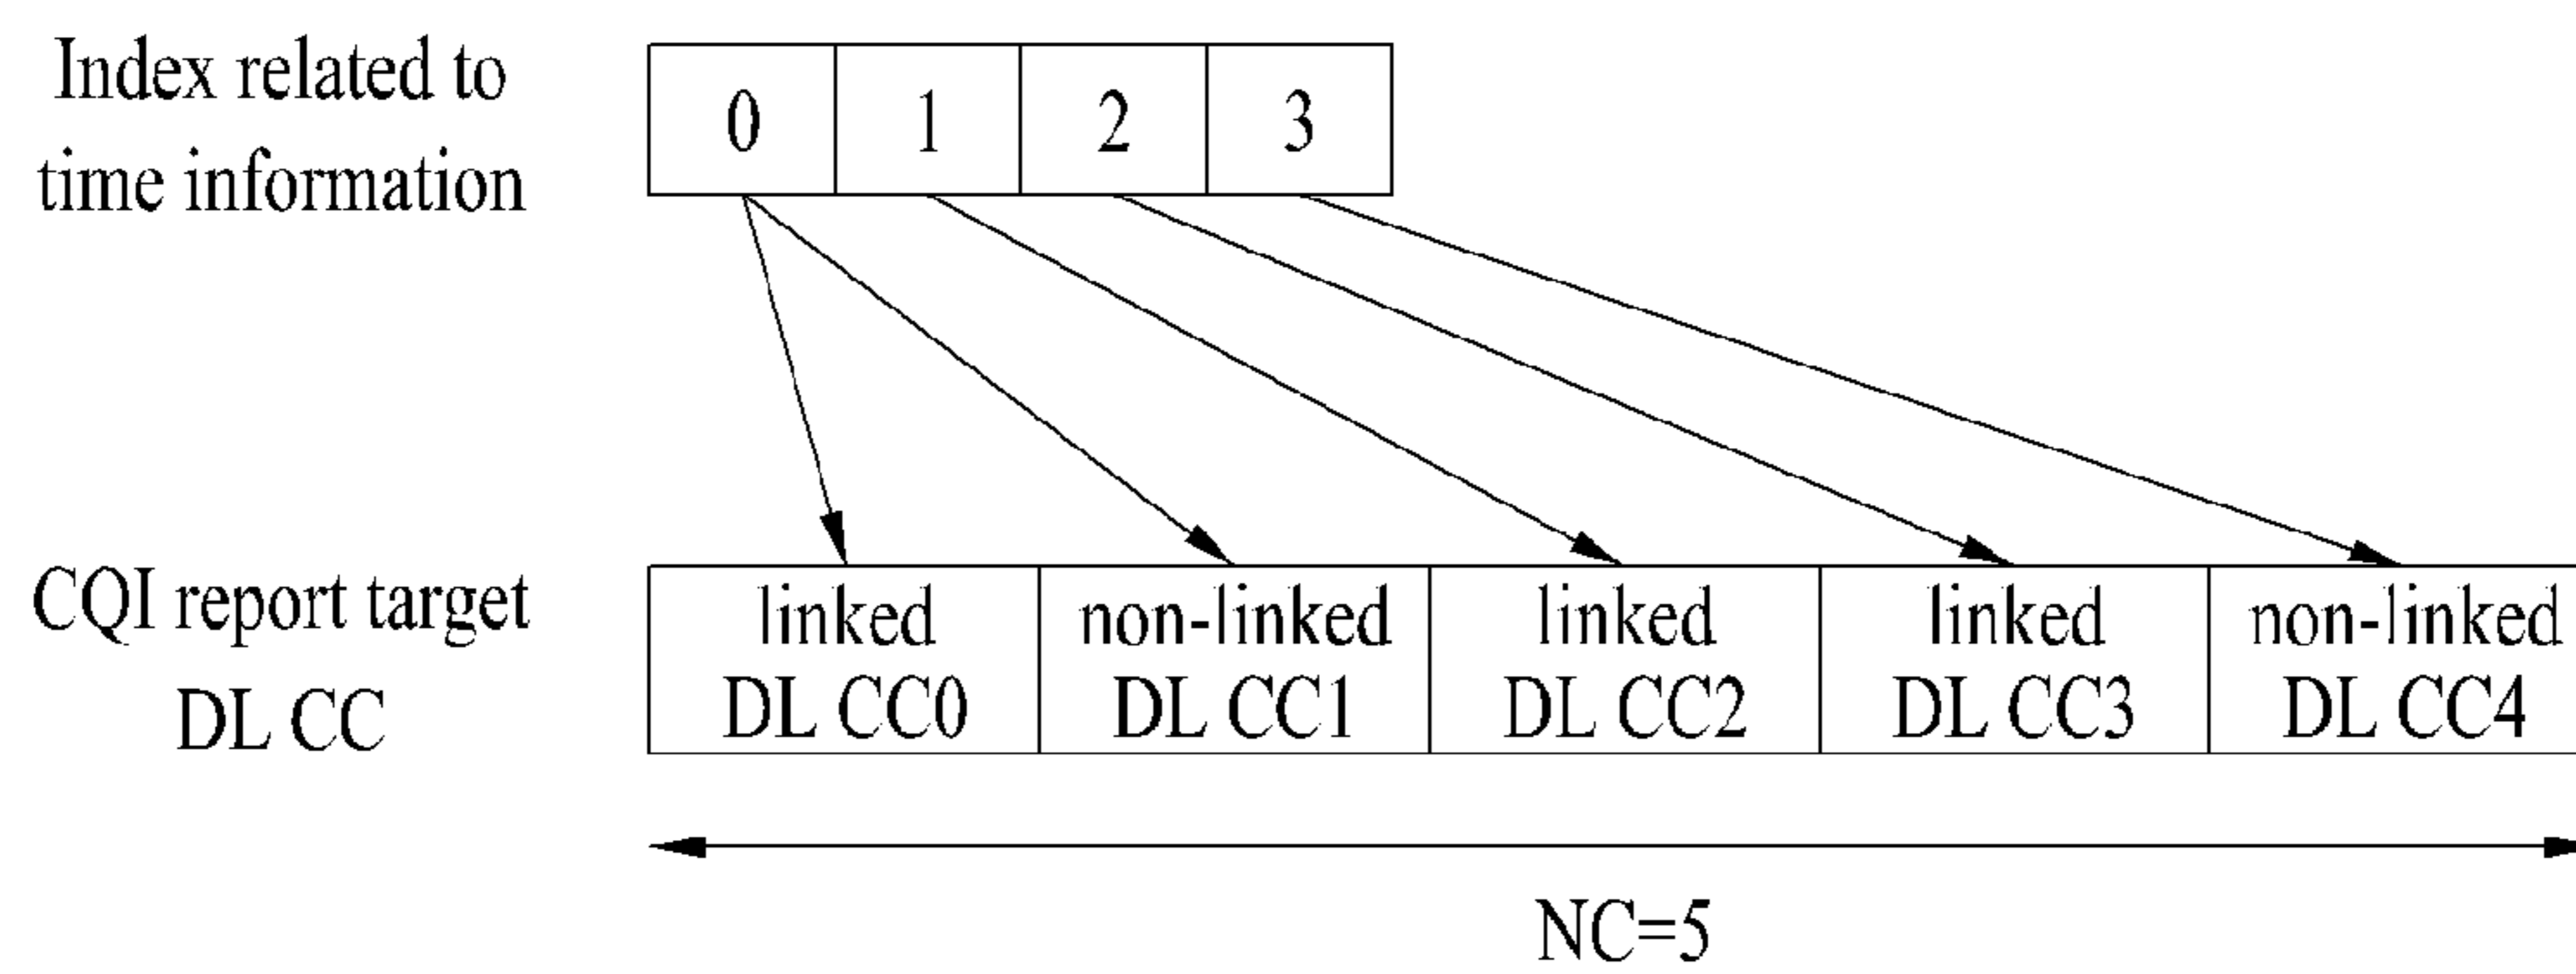 Index related to
time information
0 1 2 3
CQI report target
DL CC
linked non-linked linked linked non-linked
DL CC0 DL CC1 DL CC2 DL CC3 DL CC4
NC=5